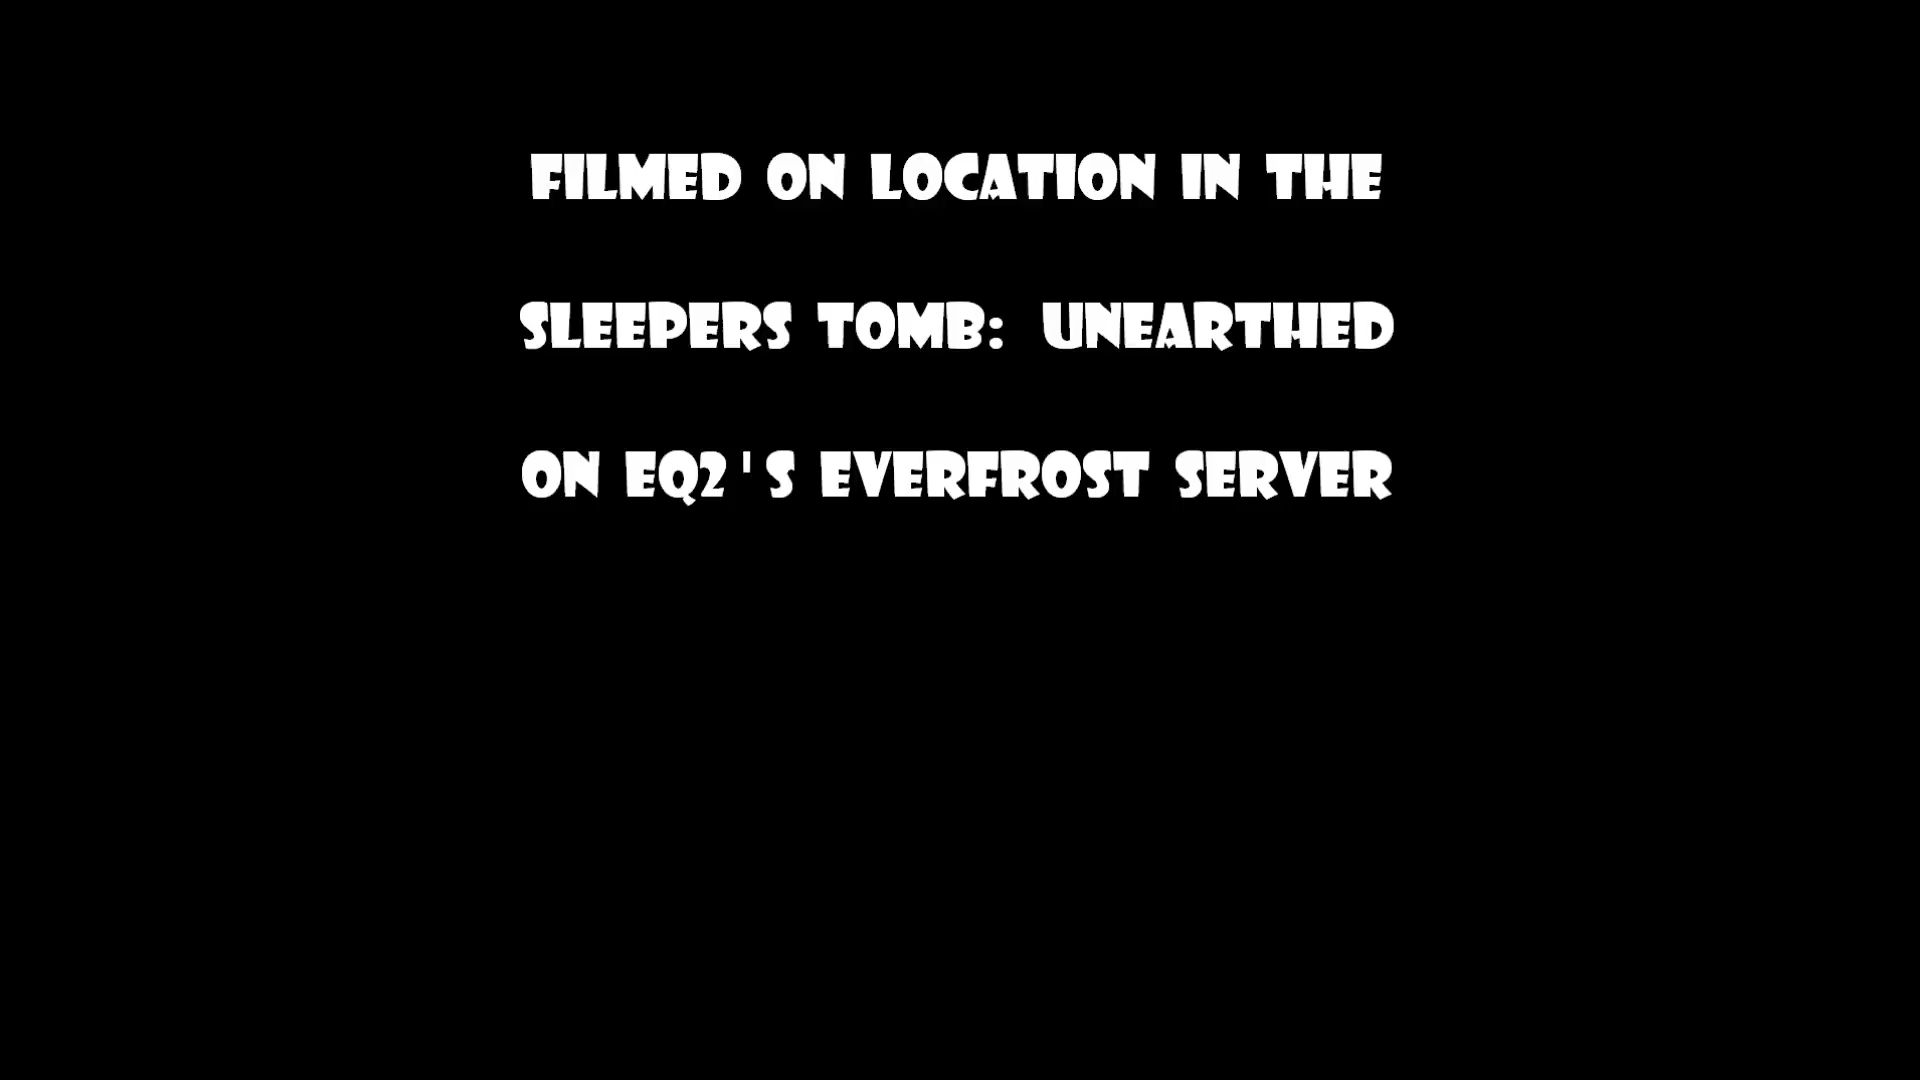 FILMED ON LOCATION IN THE
SLEEPERS TOMB: UNEARTHED
ON EQ2'S EVERFROST SERVER